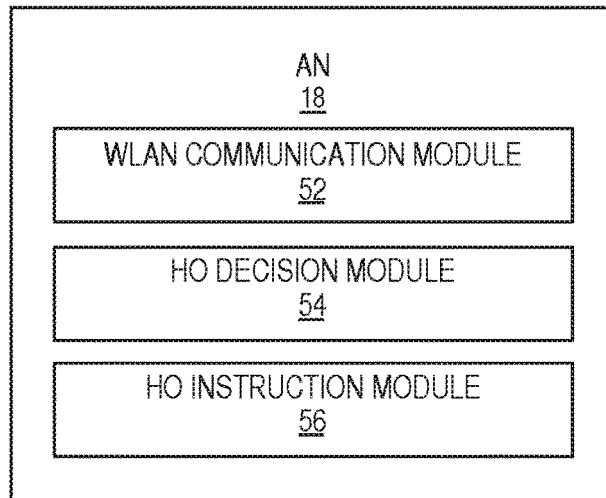 AN
18
WLAN COMMUNICATION MODULE
52
HO DECISION MODULE
54
HO INSTRUCTION MODULE
56